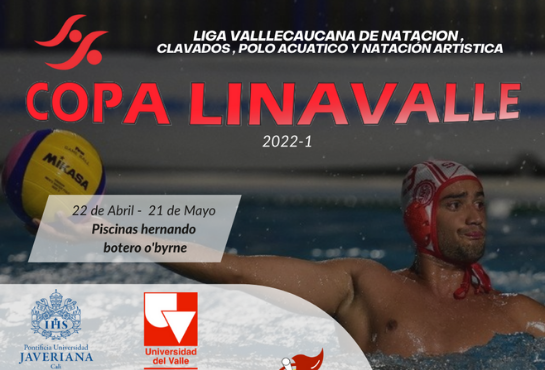 LIGA VALLLECAUCANA DE NATACION ,
CLAVADOS , POLO ACUATICO Y NATACIÓN ARTÍSTICA
COPA LINAVALLE
2022-1
MIKASA
22 de Abril - 21 de Mayo
Piscinas hernando
botero o'byrne
IHS
Pontificia Universidad
JAVERIANA
Cali
Universidad
del Valle